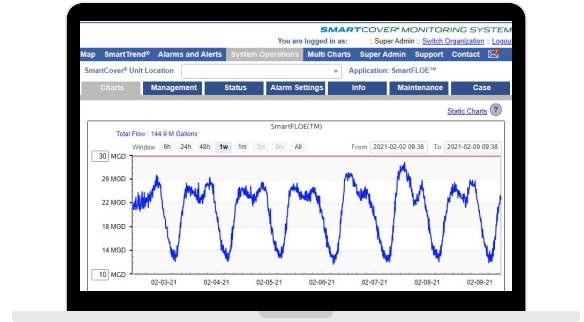 SMARTCOVER® MONITORING SYSTEM
You are logged in as: :: Super Admin :: Switch Organization :: Logout
Map SmartTrend® Alarms and Alerts System Operations Multi Charts Super Admin Support Contact
SmartCover® Unit Location Application: SmartFLOE™
Charts Management Status Alarm Settings Info Maintenance Case
Static Charts ?
SmartFLOE(TM)
Total Flow : 144.9 M Gallons
Window 6h 24h 48h 1w 1m 3m 6m All From 2021-02-02 09:38 To 2021-02-09 09:38
30 MGD
26 MGD
22 MGD
18 MGD
14 MGD
10 MGD
02-03-21 02-04-21 02-05-21 02-06-21 02-07-21 02-08-21 02-09-21